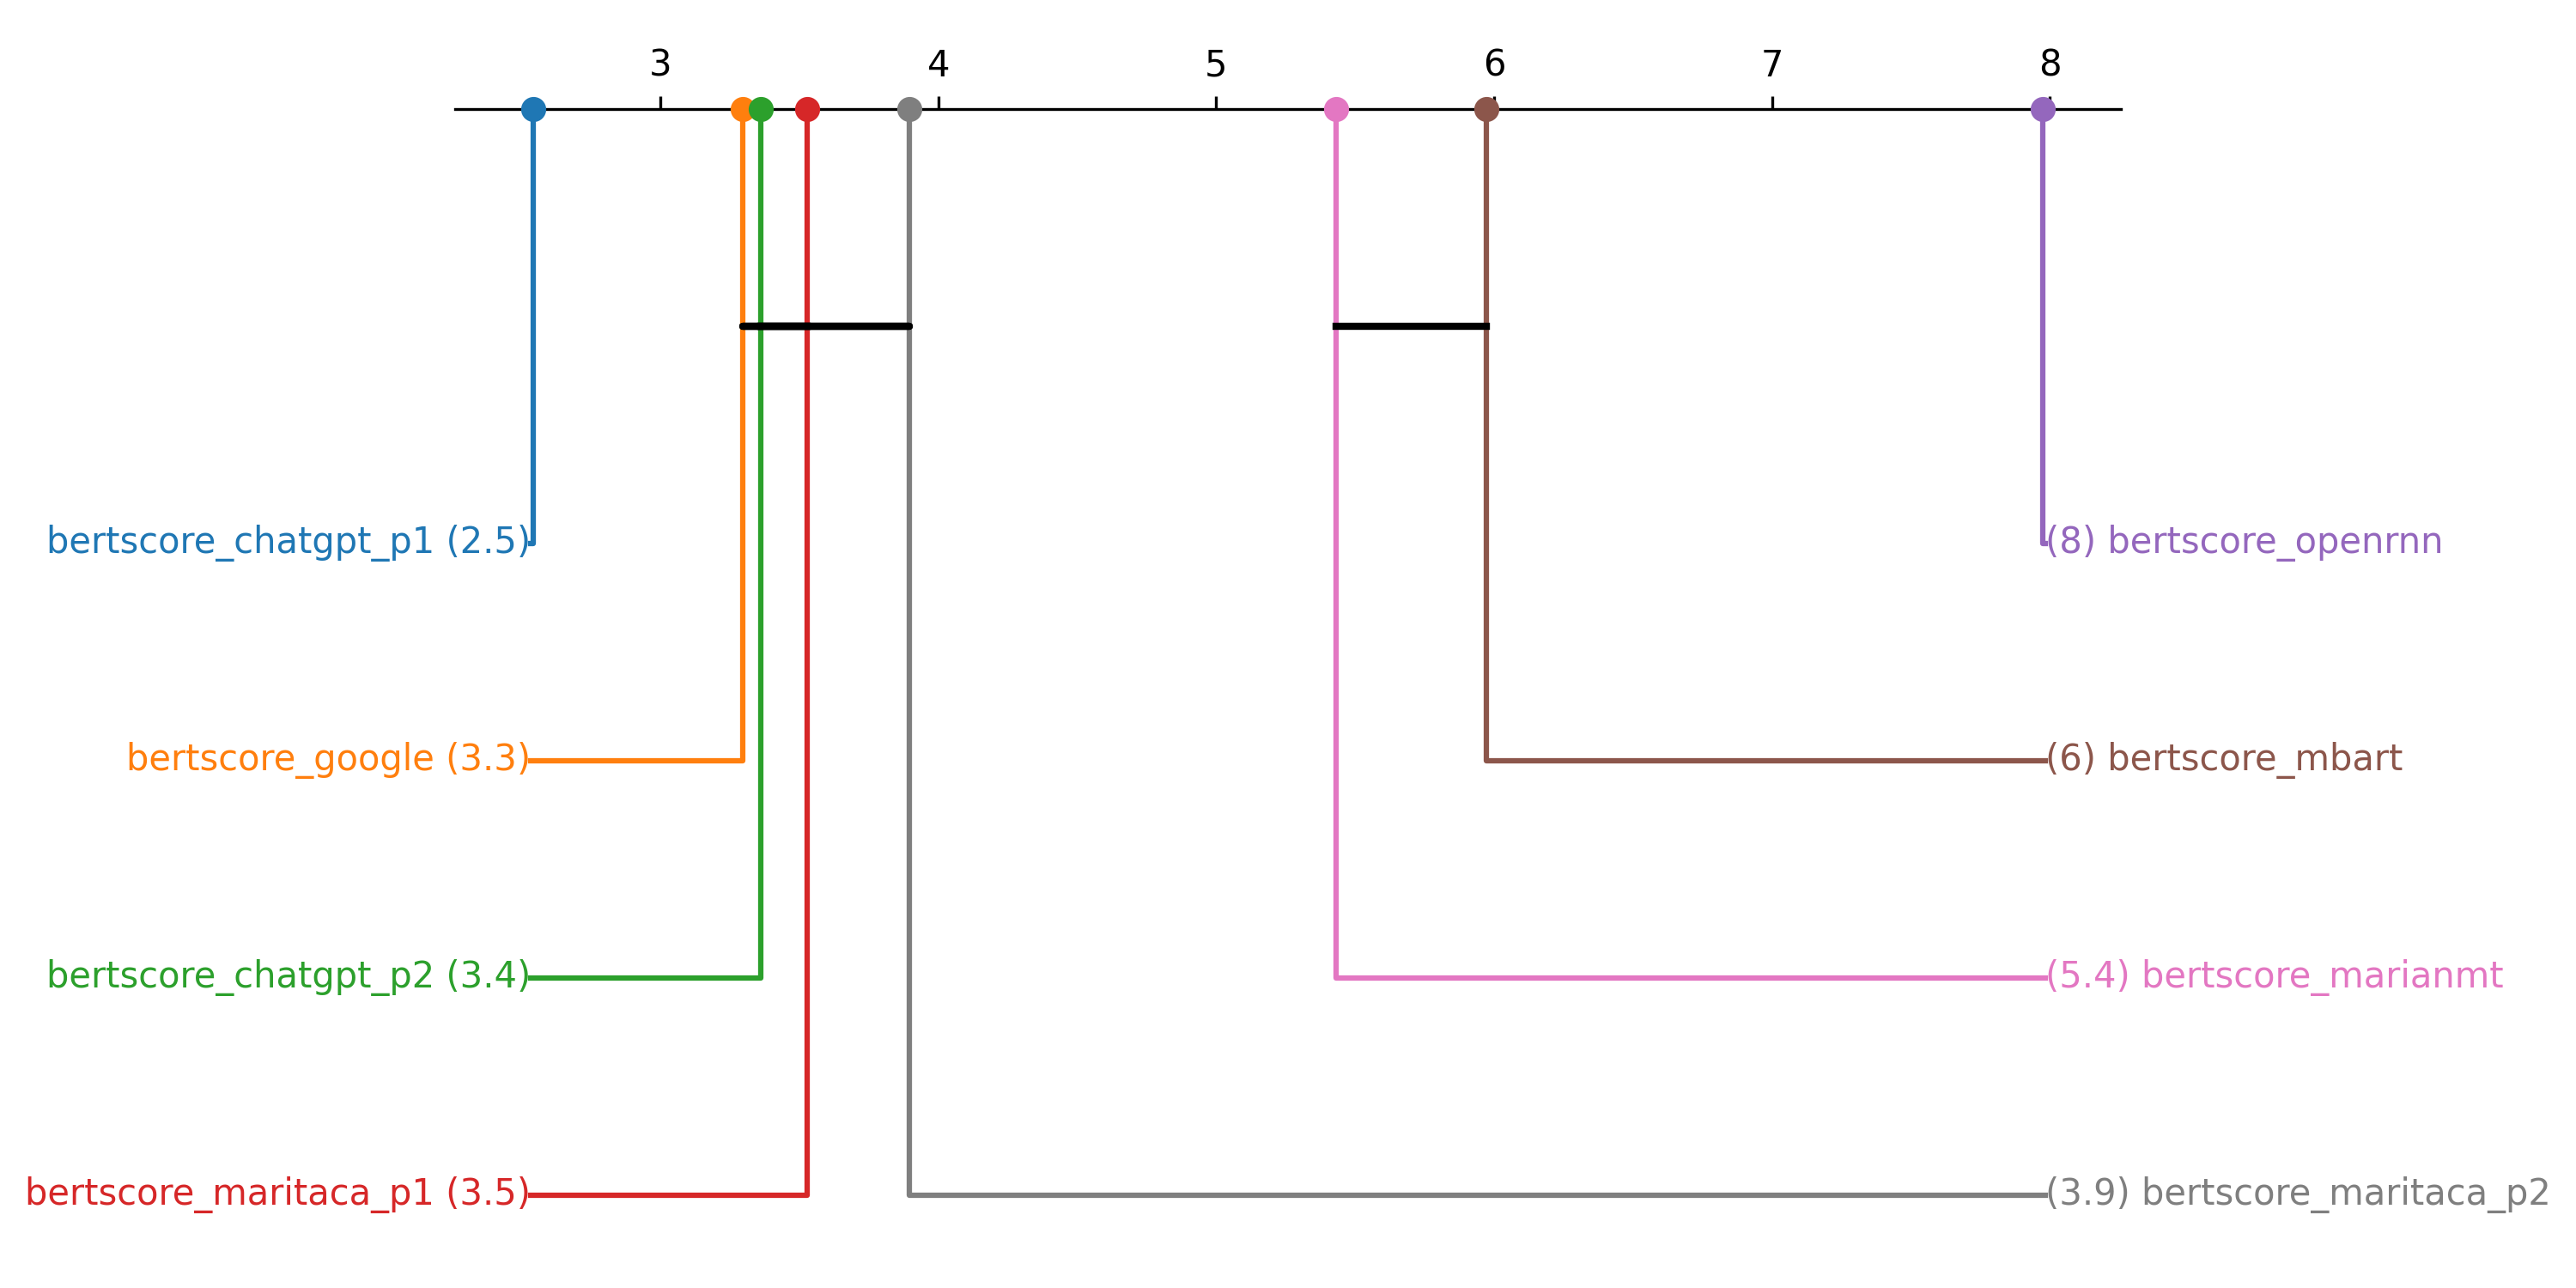 3 4 5 6 7 8
bertscore_chatgpt_p1 (2.5) (8) bertscore_openrnn
bertscore_google (3.3) (6) bertscore_mbart
bertscore_chatgpt_p2 (3.4) (5.4) bertscore_marianmt
bertscore_maritaca_p1 (3.5) (3.9) bertscore_maritaca_p2